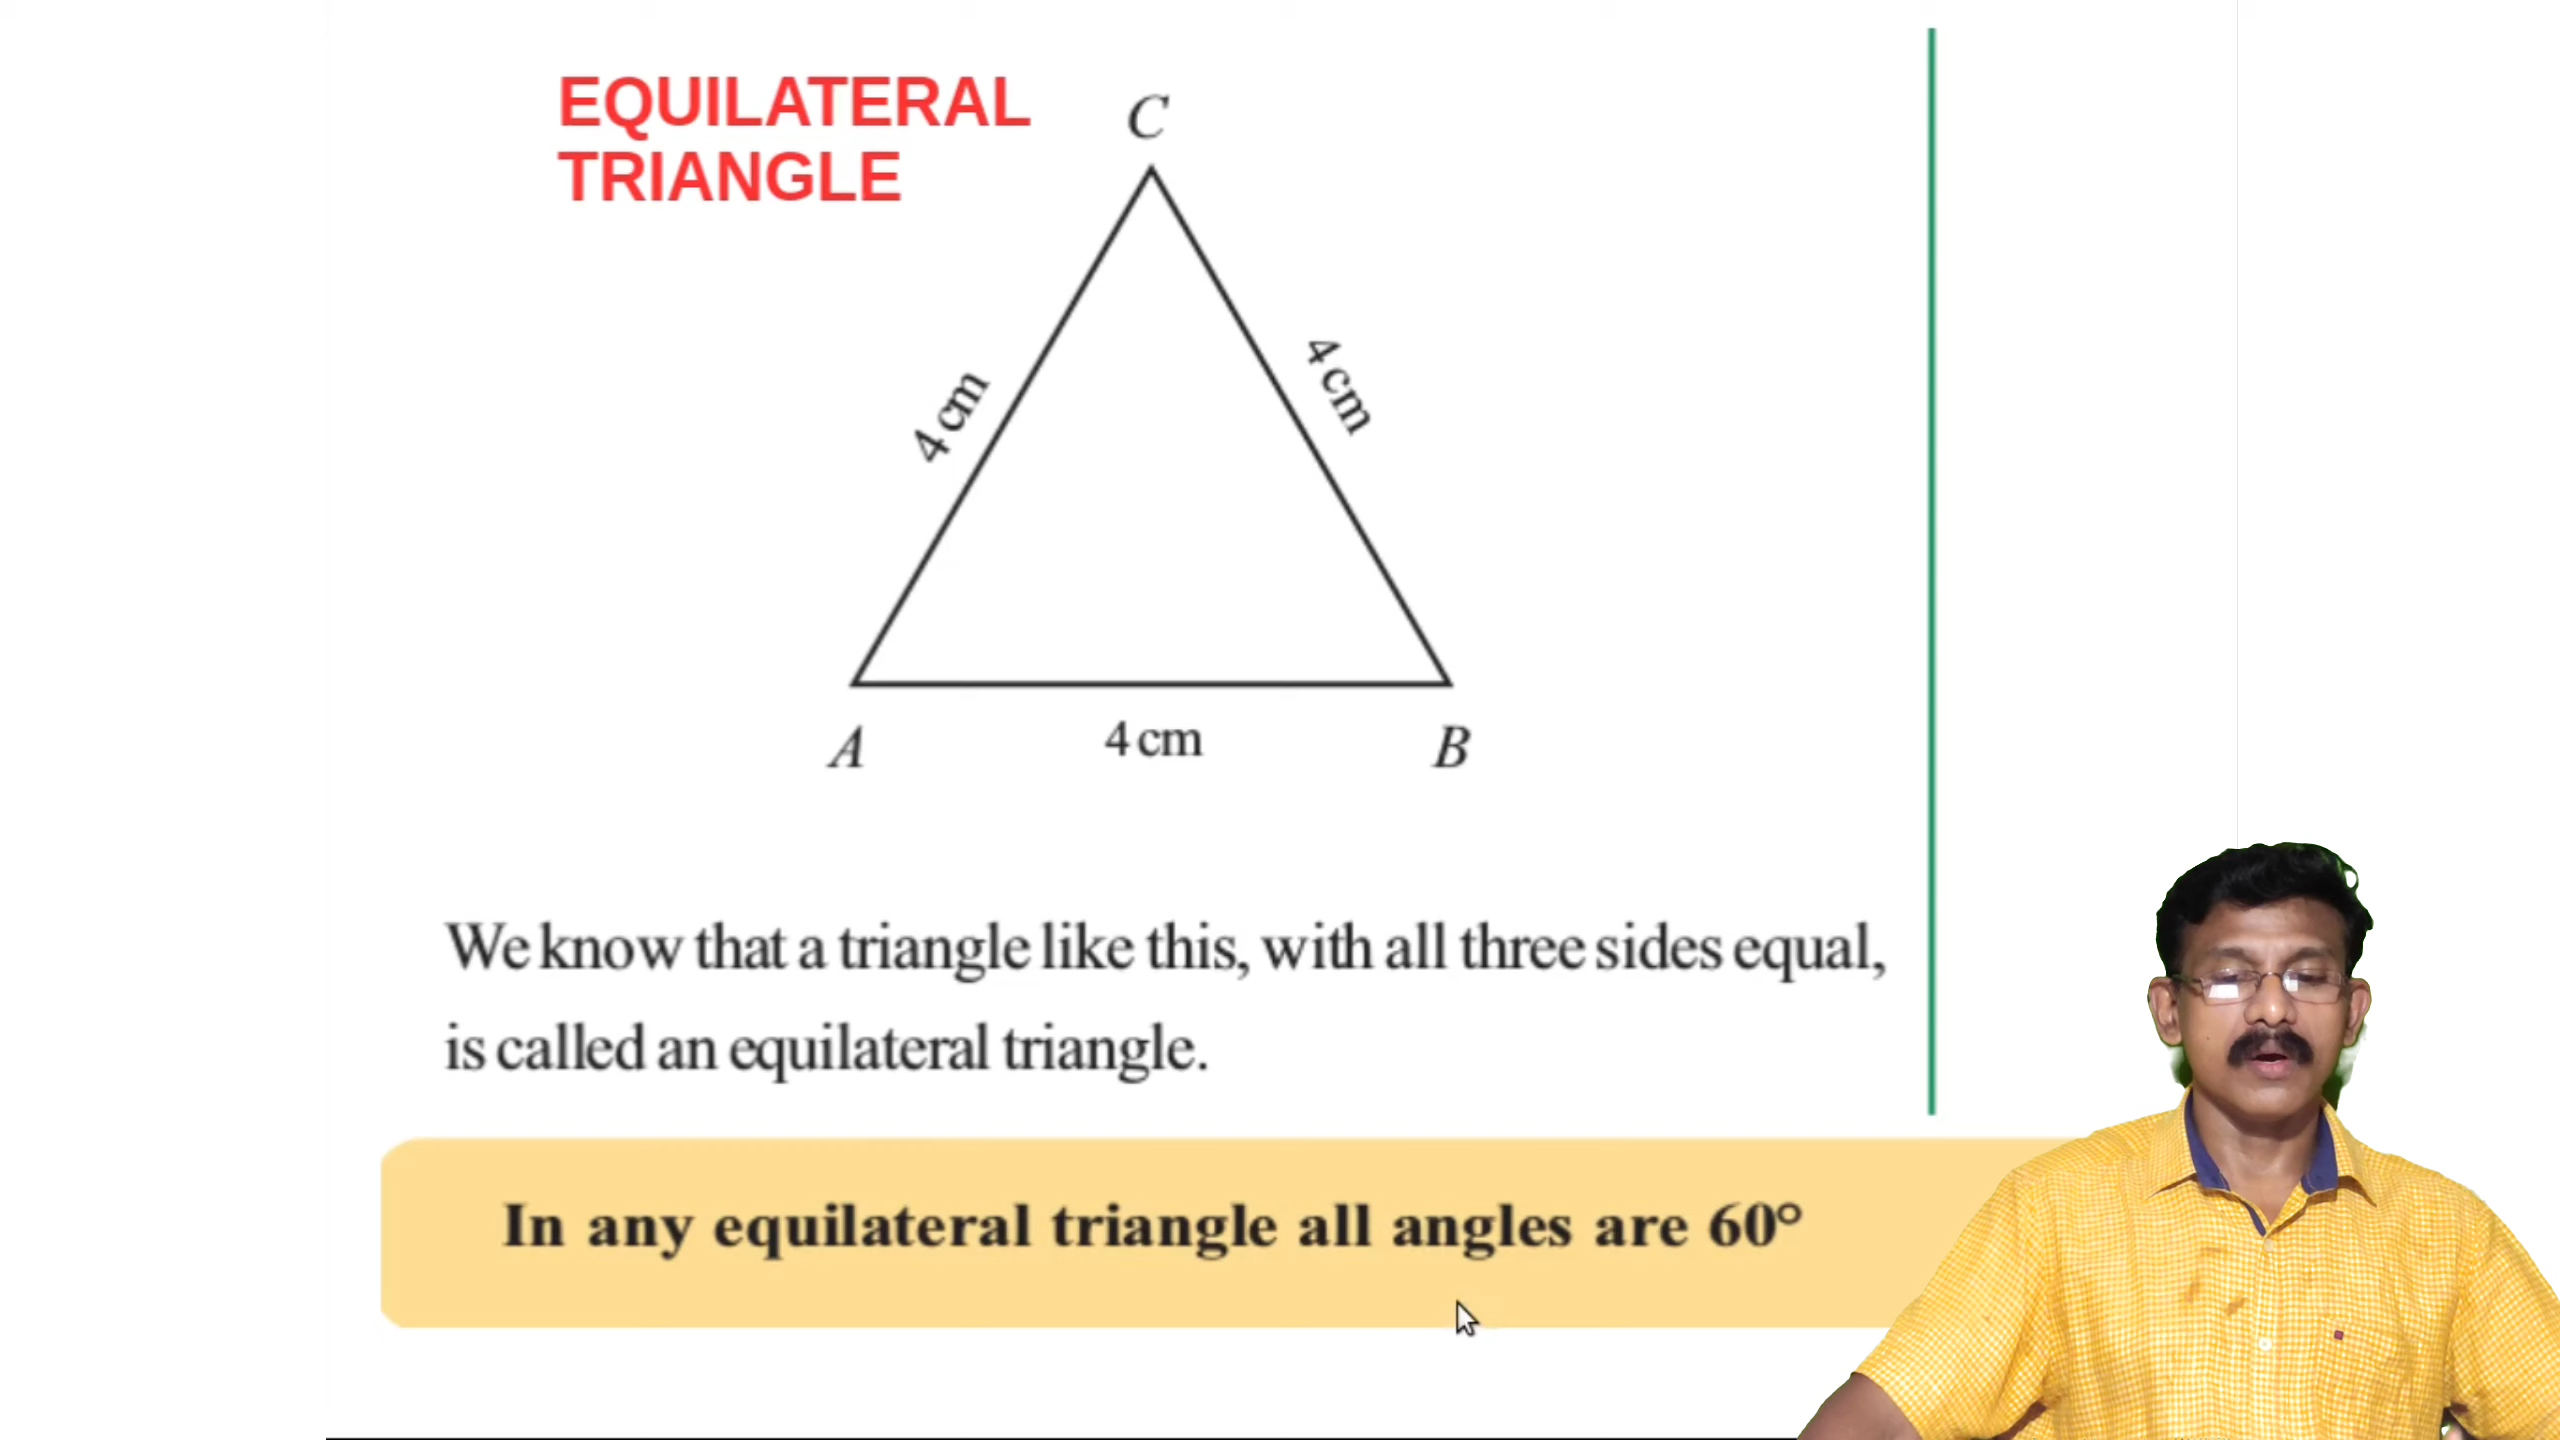 EQUILATERAL
TRIANGLE
C
4 cm
4 cm
A
4 cm
B
We know that a triangle like this, with all three sides equal,
is called an equilateral triangle.
In any equilateral triangle all angles are 60°